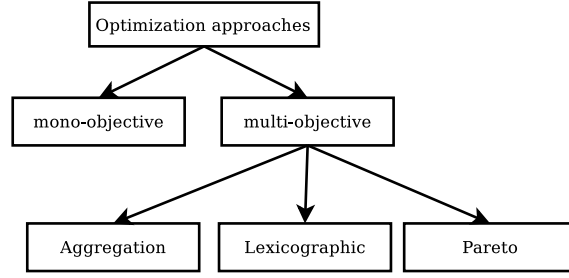 Optimization approaches
mono-objective
multi-objective
Aggregation
Lexicographic
Pareto